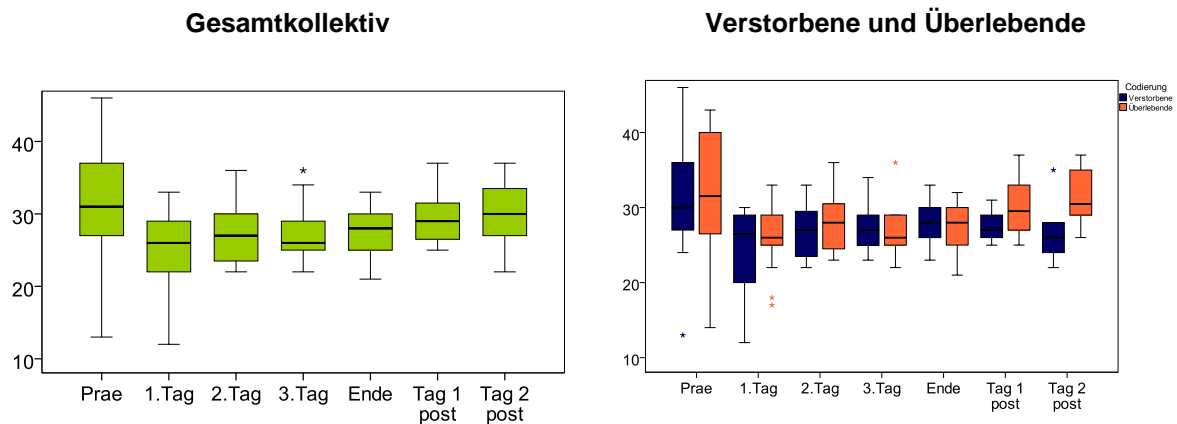 Gesamtkollektiv
40
30
20
10
Prae 1.Tag 2.Tag 3.Tag Ende Tag 1 post Tag 2 post
Verstorbene und Überlebende
Codierung
Verstorbene
Überlebende
40
30
20
10
Prae 1.Tag 2.Tag 3.Tag Ende Tag 1 post Tag 2 post